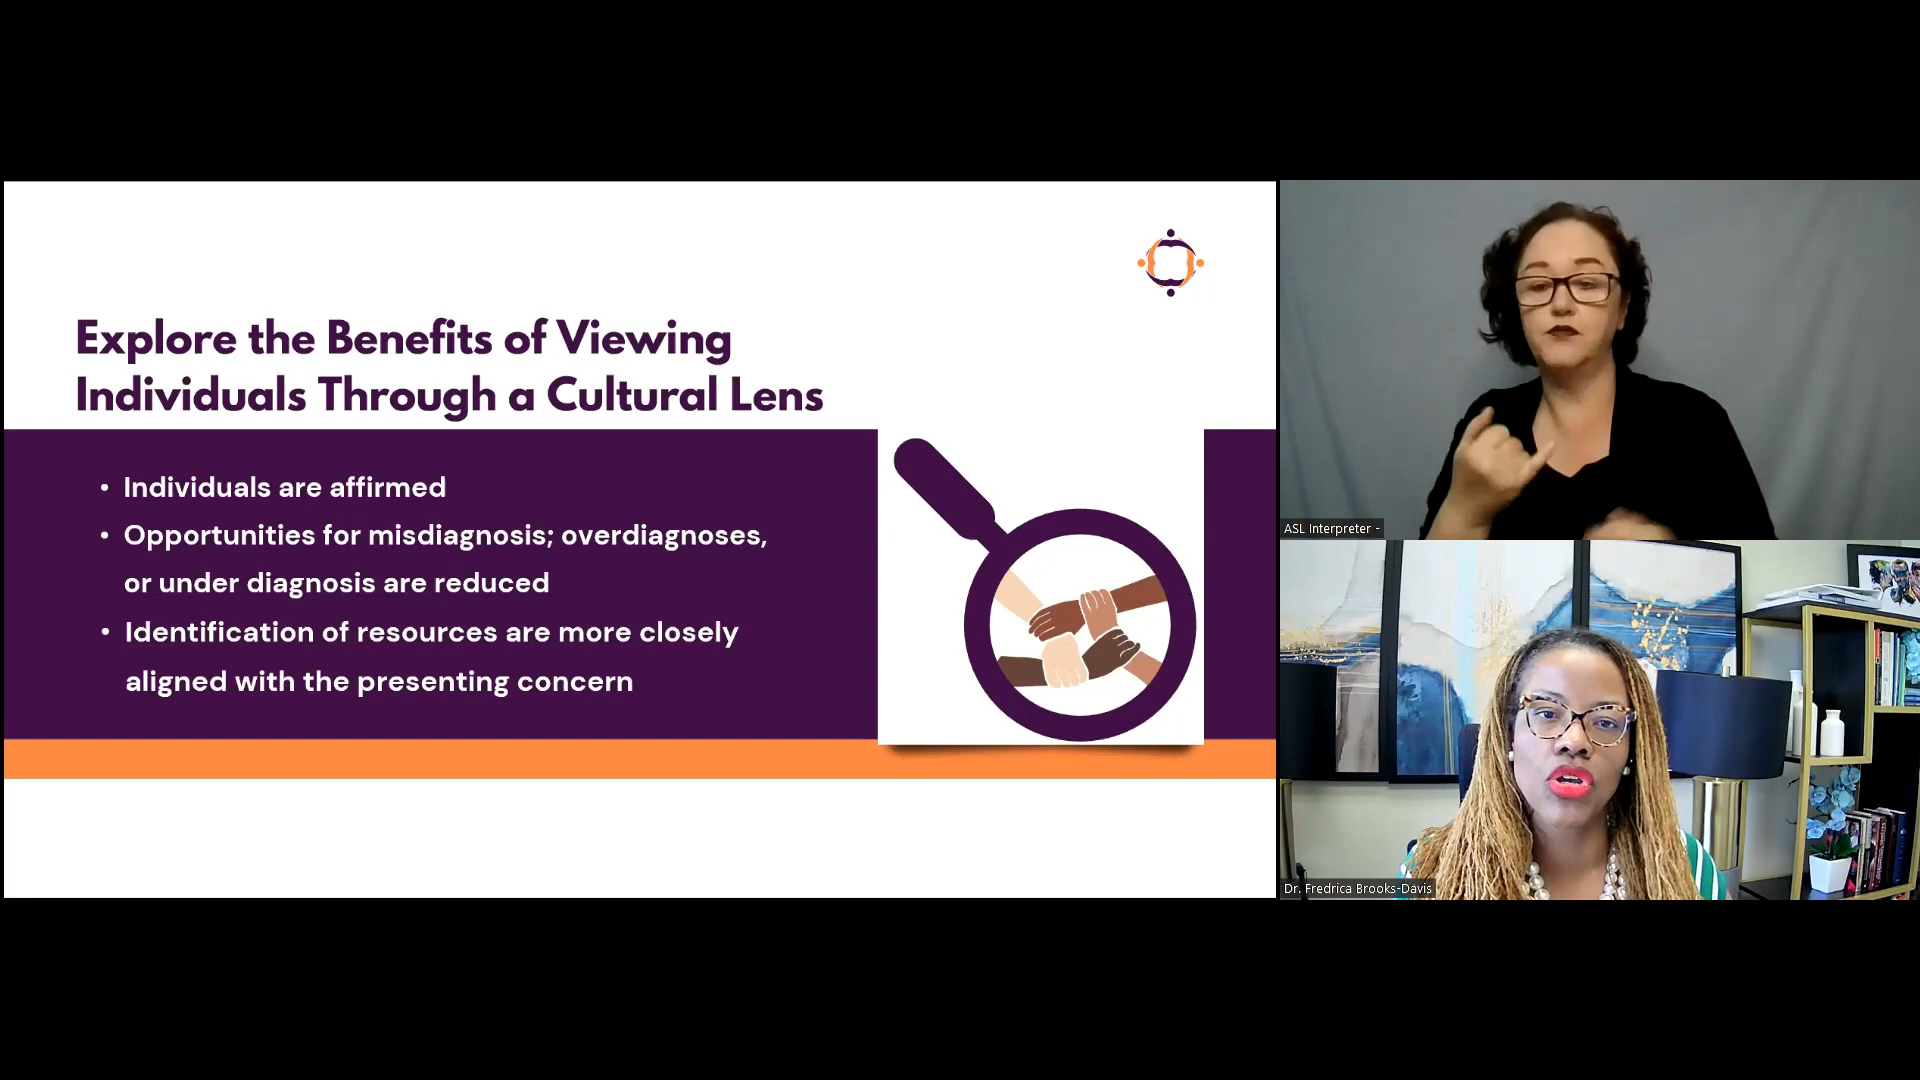 Explore the Benefits of Viewing
Individuals Through a Cultural Lens
• Individuals are affirmed
• Opportunities for misdiagnosis; overdiagnoses,
or under diagnosis are reduced
• Identification of resources are more closely
aligned with the presenting concern
ASL Interpreter -
Dr. Fredrica Brooks-Davis